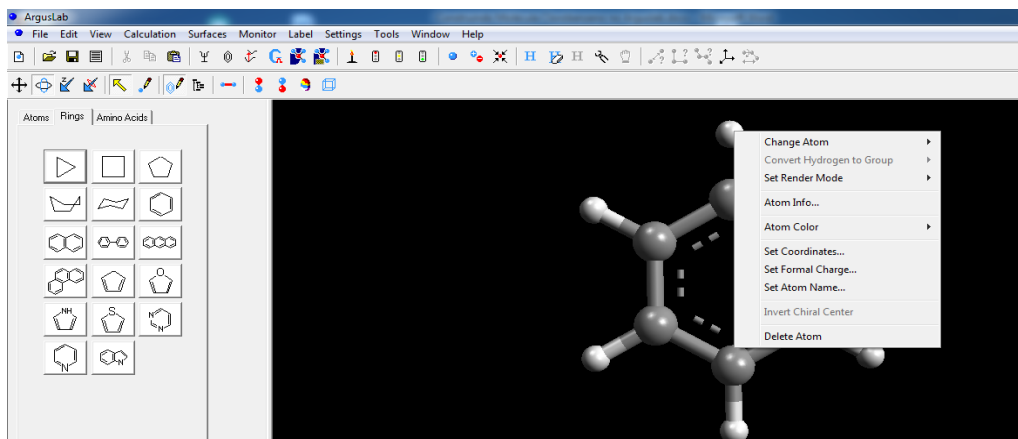 ArgusLab
File Edit View Calculation Surfaces Monitor Label Settings Tools Window Help
H H
Atoms Rings Amino Acids
O
NH S N N
N N
Change Atom
Convert Hydrogen to Group
Set Render Mode
Atom Info...
Atom Color
Set Coordinates...
Set Formal Charge...
Set Atom Name...
Invert Chiral Center
Delete Atom